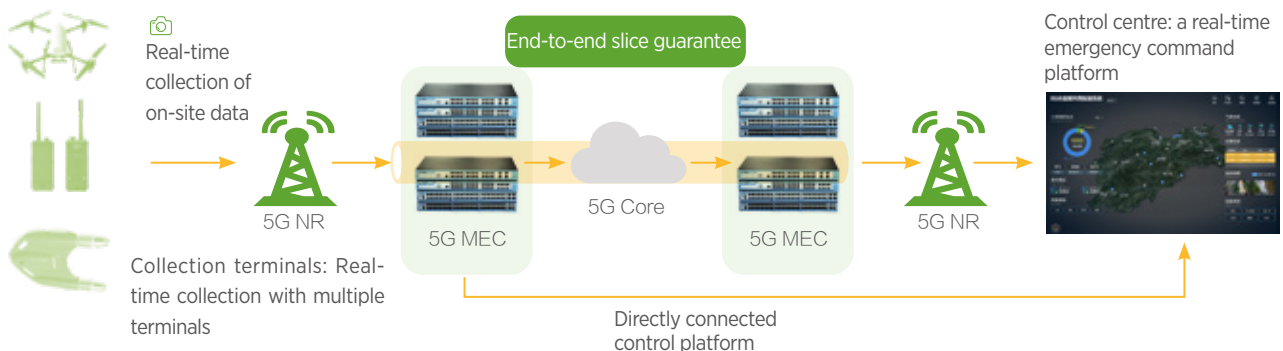 Real-time
collection of
on-site data
End-to-end slice guarantee
Control centre: a real-time
emergency command
platform
5G NR
5G MEC
5G Core
5G MEC
5G NR
Collection terminals: Real-
time collection with multiple
terminals
Directly connected
control platform